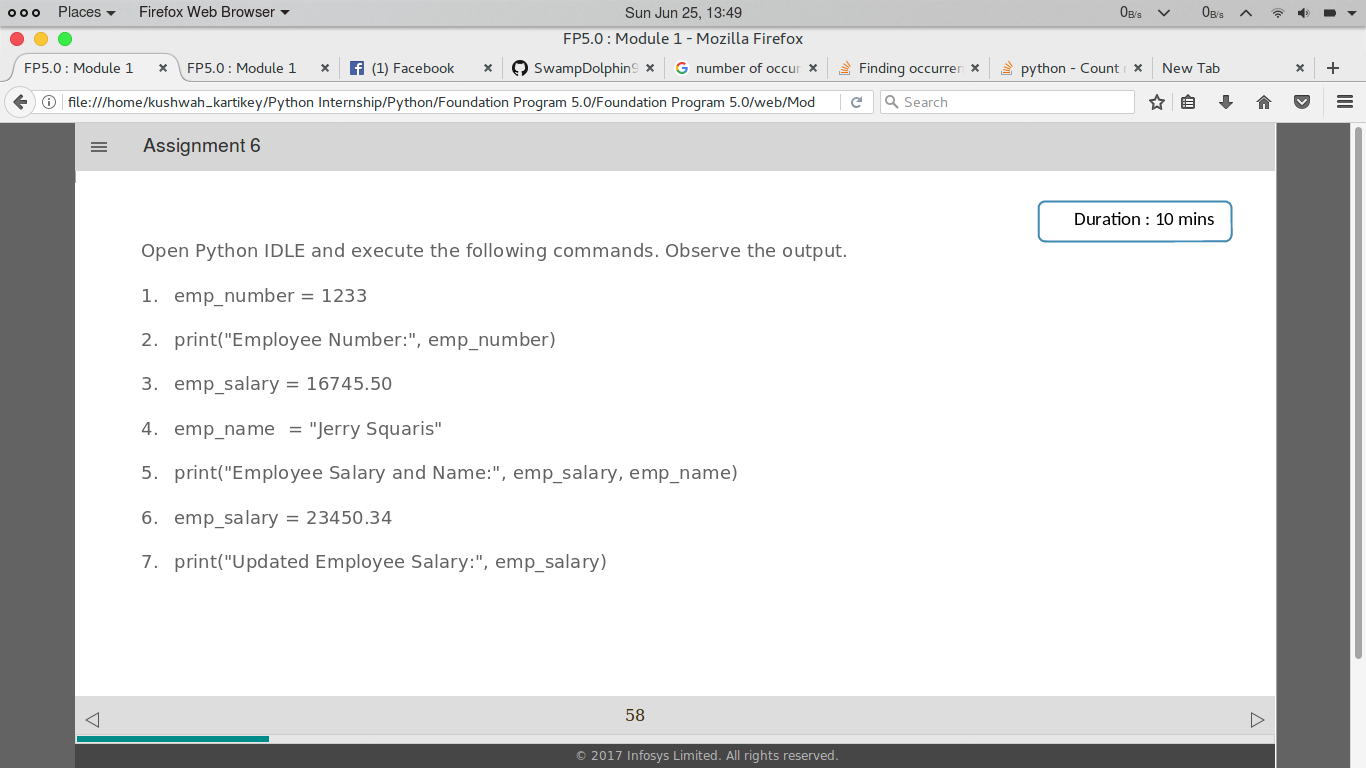 Places Firefox Web Browser Sun Jun 25, 13:49 0B/s 0B/s
FP5.0 : Module 1 - Mozilla Firefox
FP5.0 : Module 1 FP5.0 : Module 1 (1) Facebook SwampDolphin9 number of occur Finding occurren python - Count New Tab
file:///home/kushwah_kartikey/Python Internship/Python/Foundation Program 5.0/Foundation Program 5.0/web/Mod Search
Assignment 6
Duration : 10 mins
Open Python IDLE and execute the following commands. Observe the output.
1. emp_number = 1233
2. print("Employee Number:", emp_number)
3. emp_salary = 16745.50
4. emp_name  = "Jerry Squaris"
5. print("Employee Salary and Name:", emp_salary, emp_name)
6. emp_salary = 23450.34
7. print("Updated Employee Salary:", emp_salary)
58
© 2017 Infosys Limited. All rights reserved.